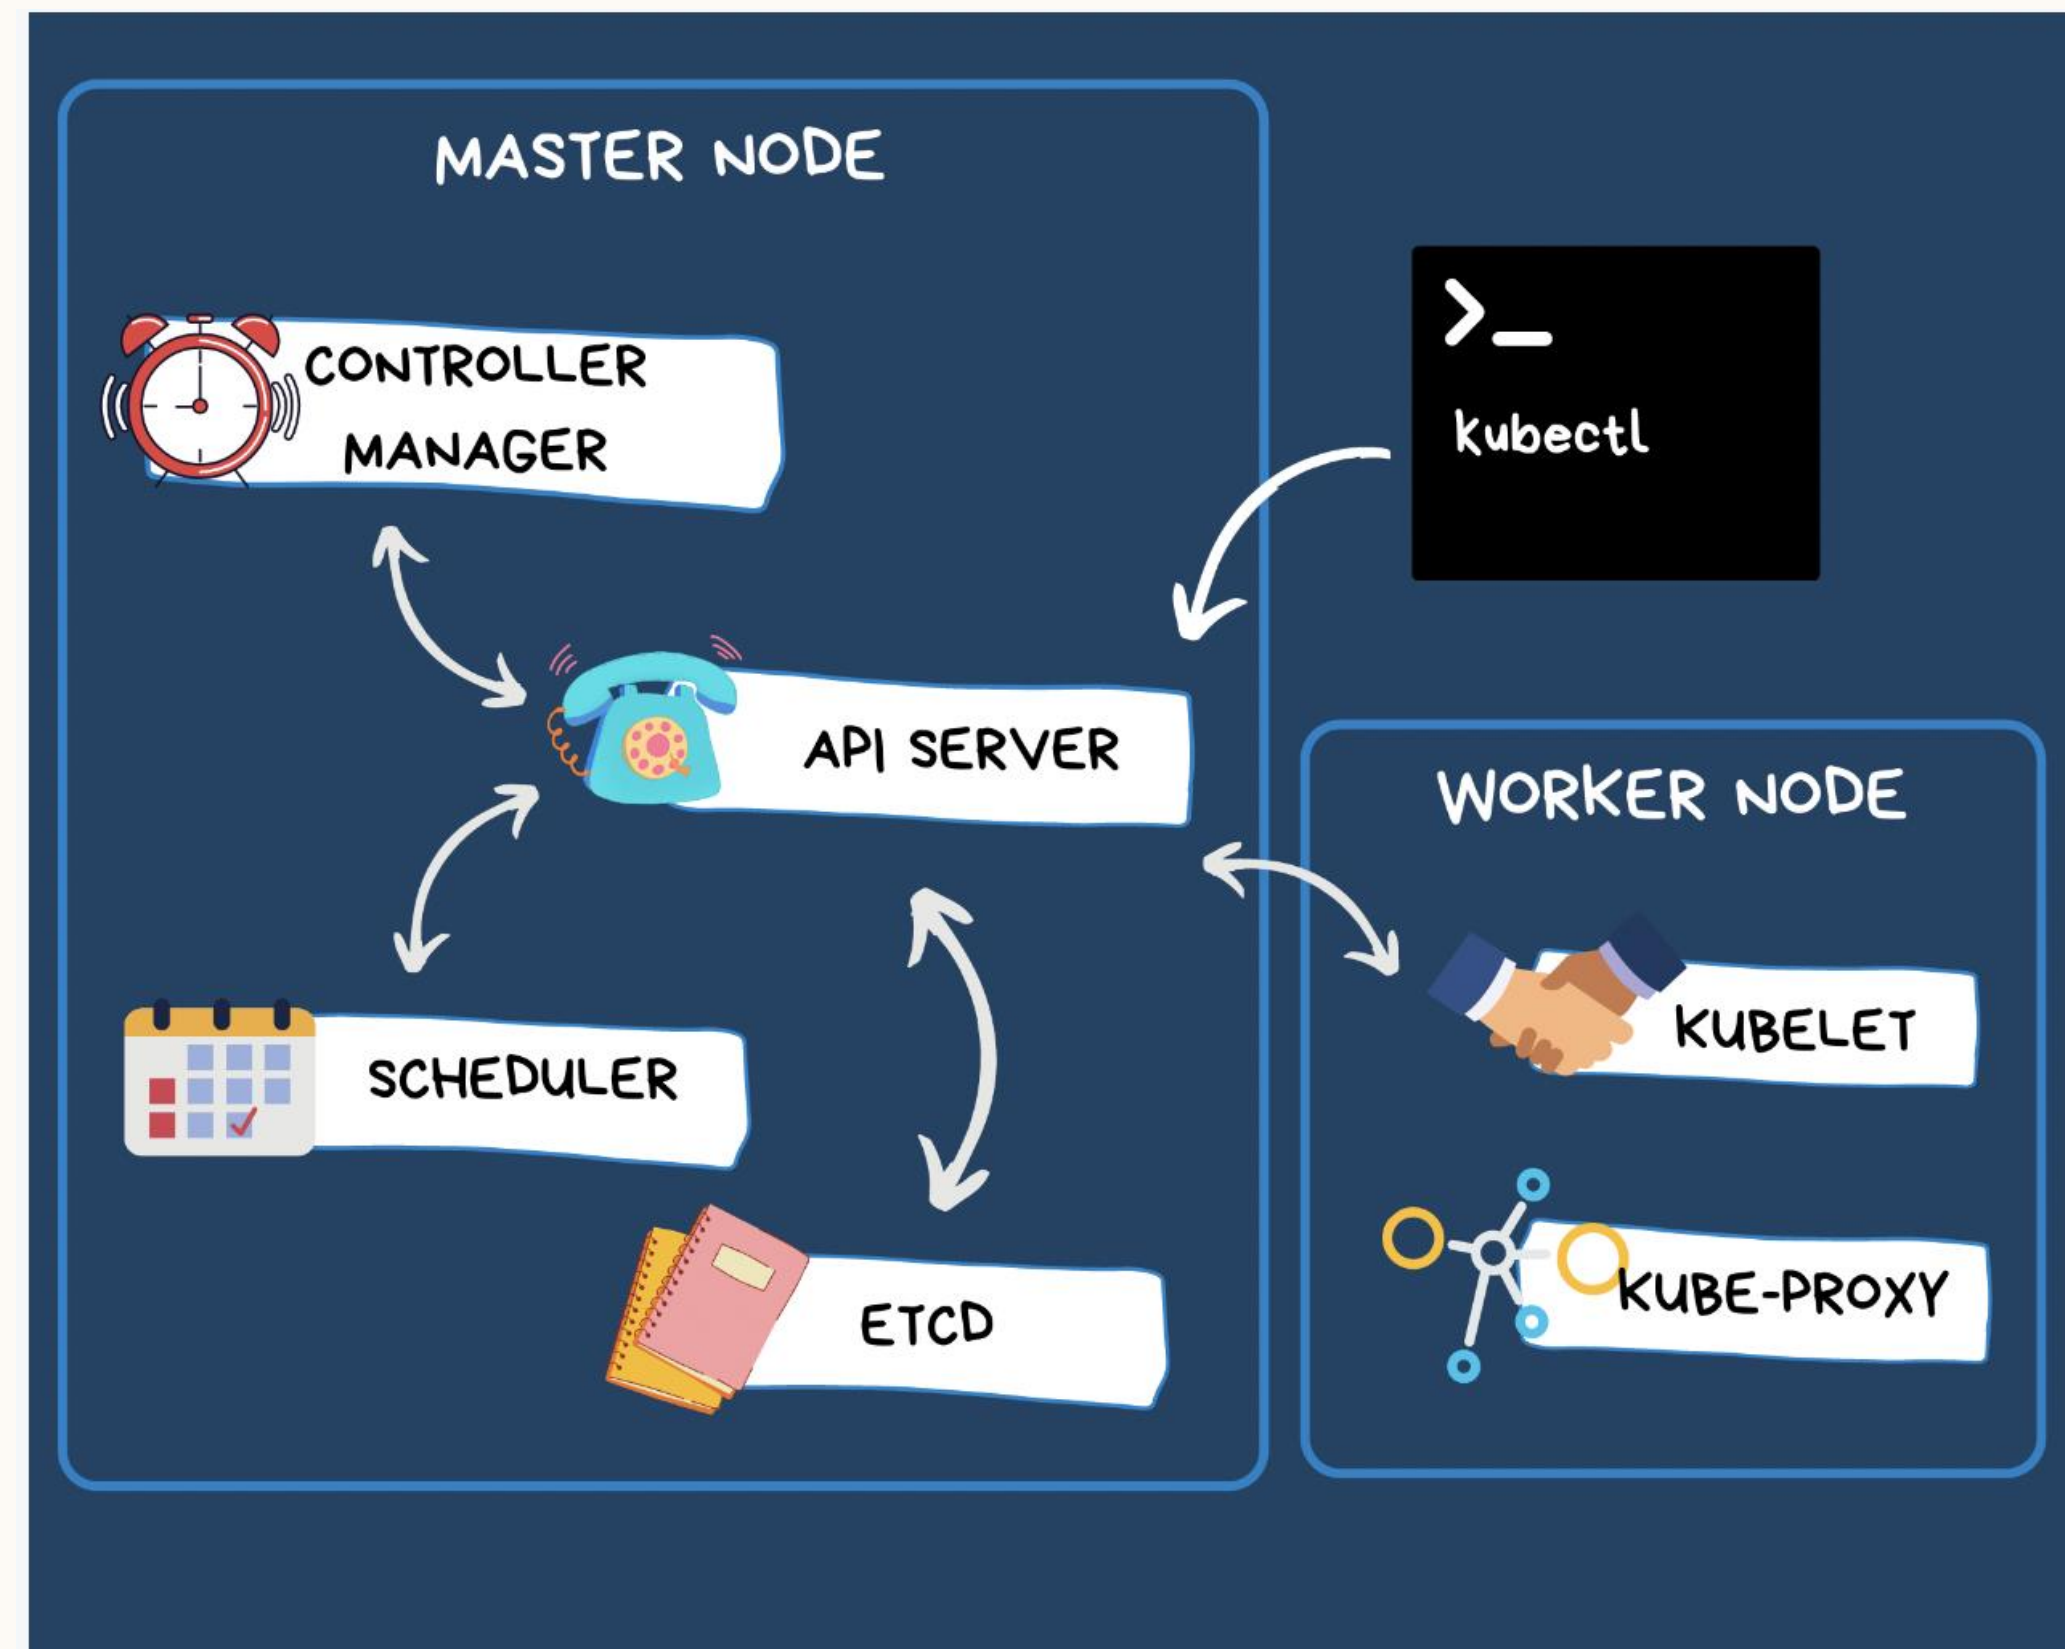 MASTER NODE
CONTROLLER
MANAGER
kubectl
API SERVER
WORKER NODE
KUBELET
SCHEDULER
KUBE-PROXY
ETCD